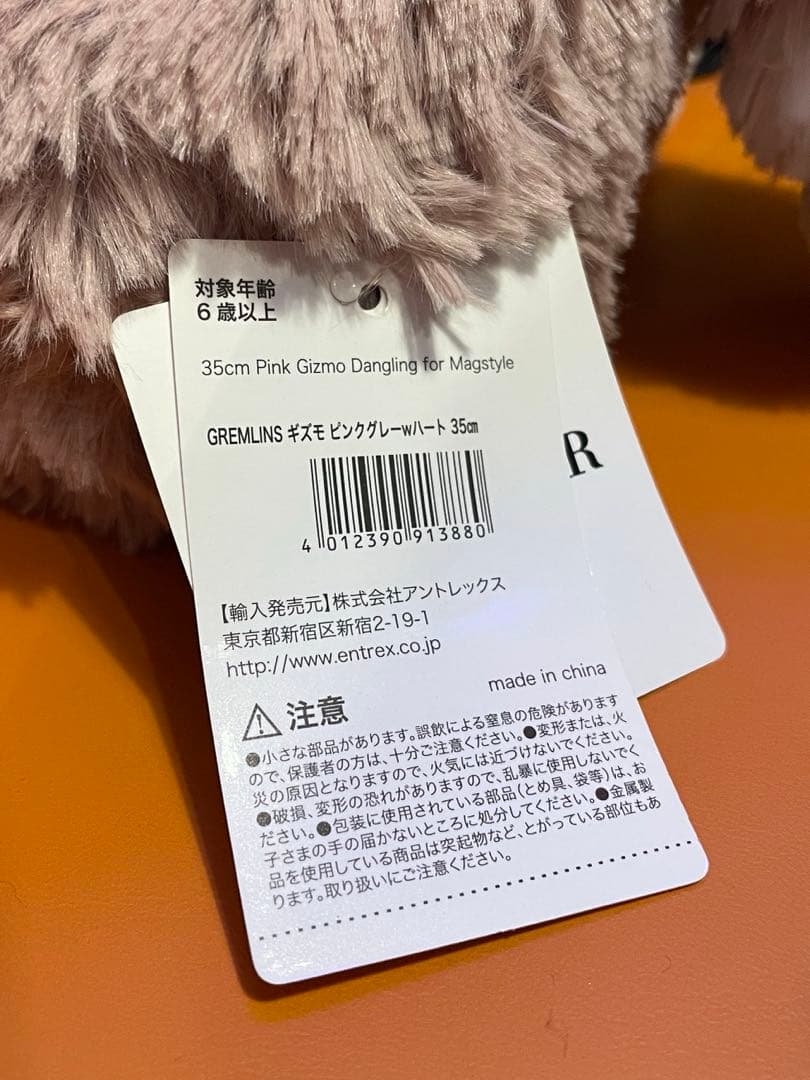 対象年齢
6歳以上
35cm Pink Gizmo Dangling for Magstyle
GREMLINS ギズモ ピンクグレーwハート 35㎝
4 012390 913880
【輸入発売元】株式会社アントレックス
東京都新宿区新宿2-19-1
http://www.entrex.co.jp
made in china
注意
●小さな部品があります。誤飲による窒息の危険があります
ので、保護者の方は、十分ご注意ください。●変形または、火
災の原因となりますので、火気には近づけないでください。
●破損、変形の恐れがありますので、乱暴に使用しないでく
ださい。●包装に使用されている部品(とめ具、袋等)は、お
子さまの手の届かないところに処分してください。●金属製
品を使用している商品は突起物など、とがっている部位もあ
ります。取り扱いにご注意ください。
R